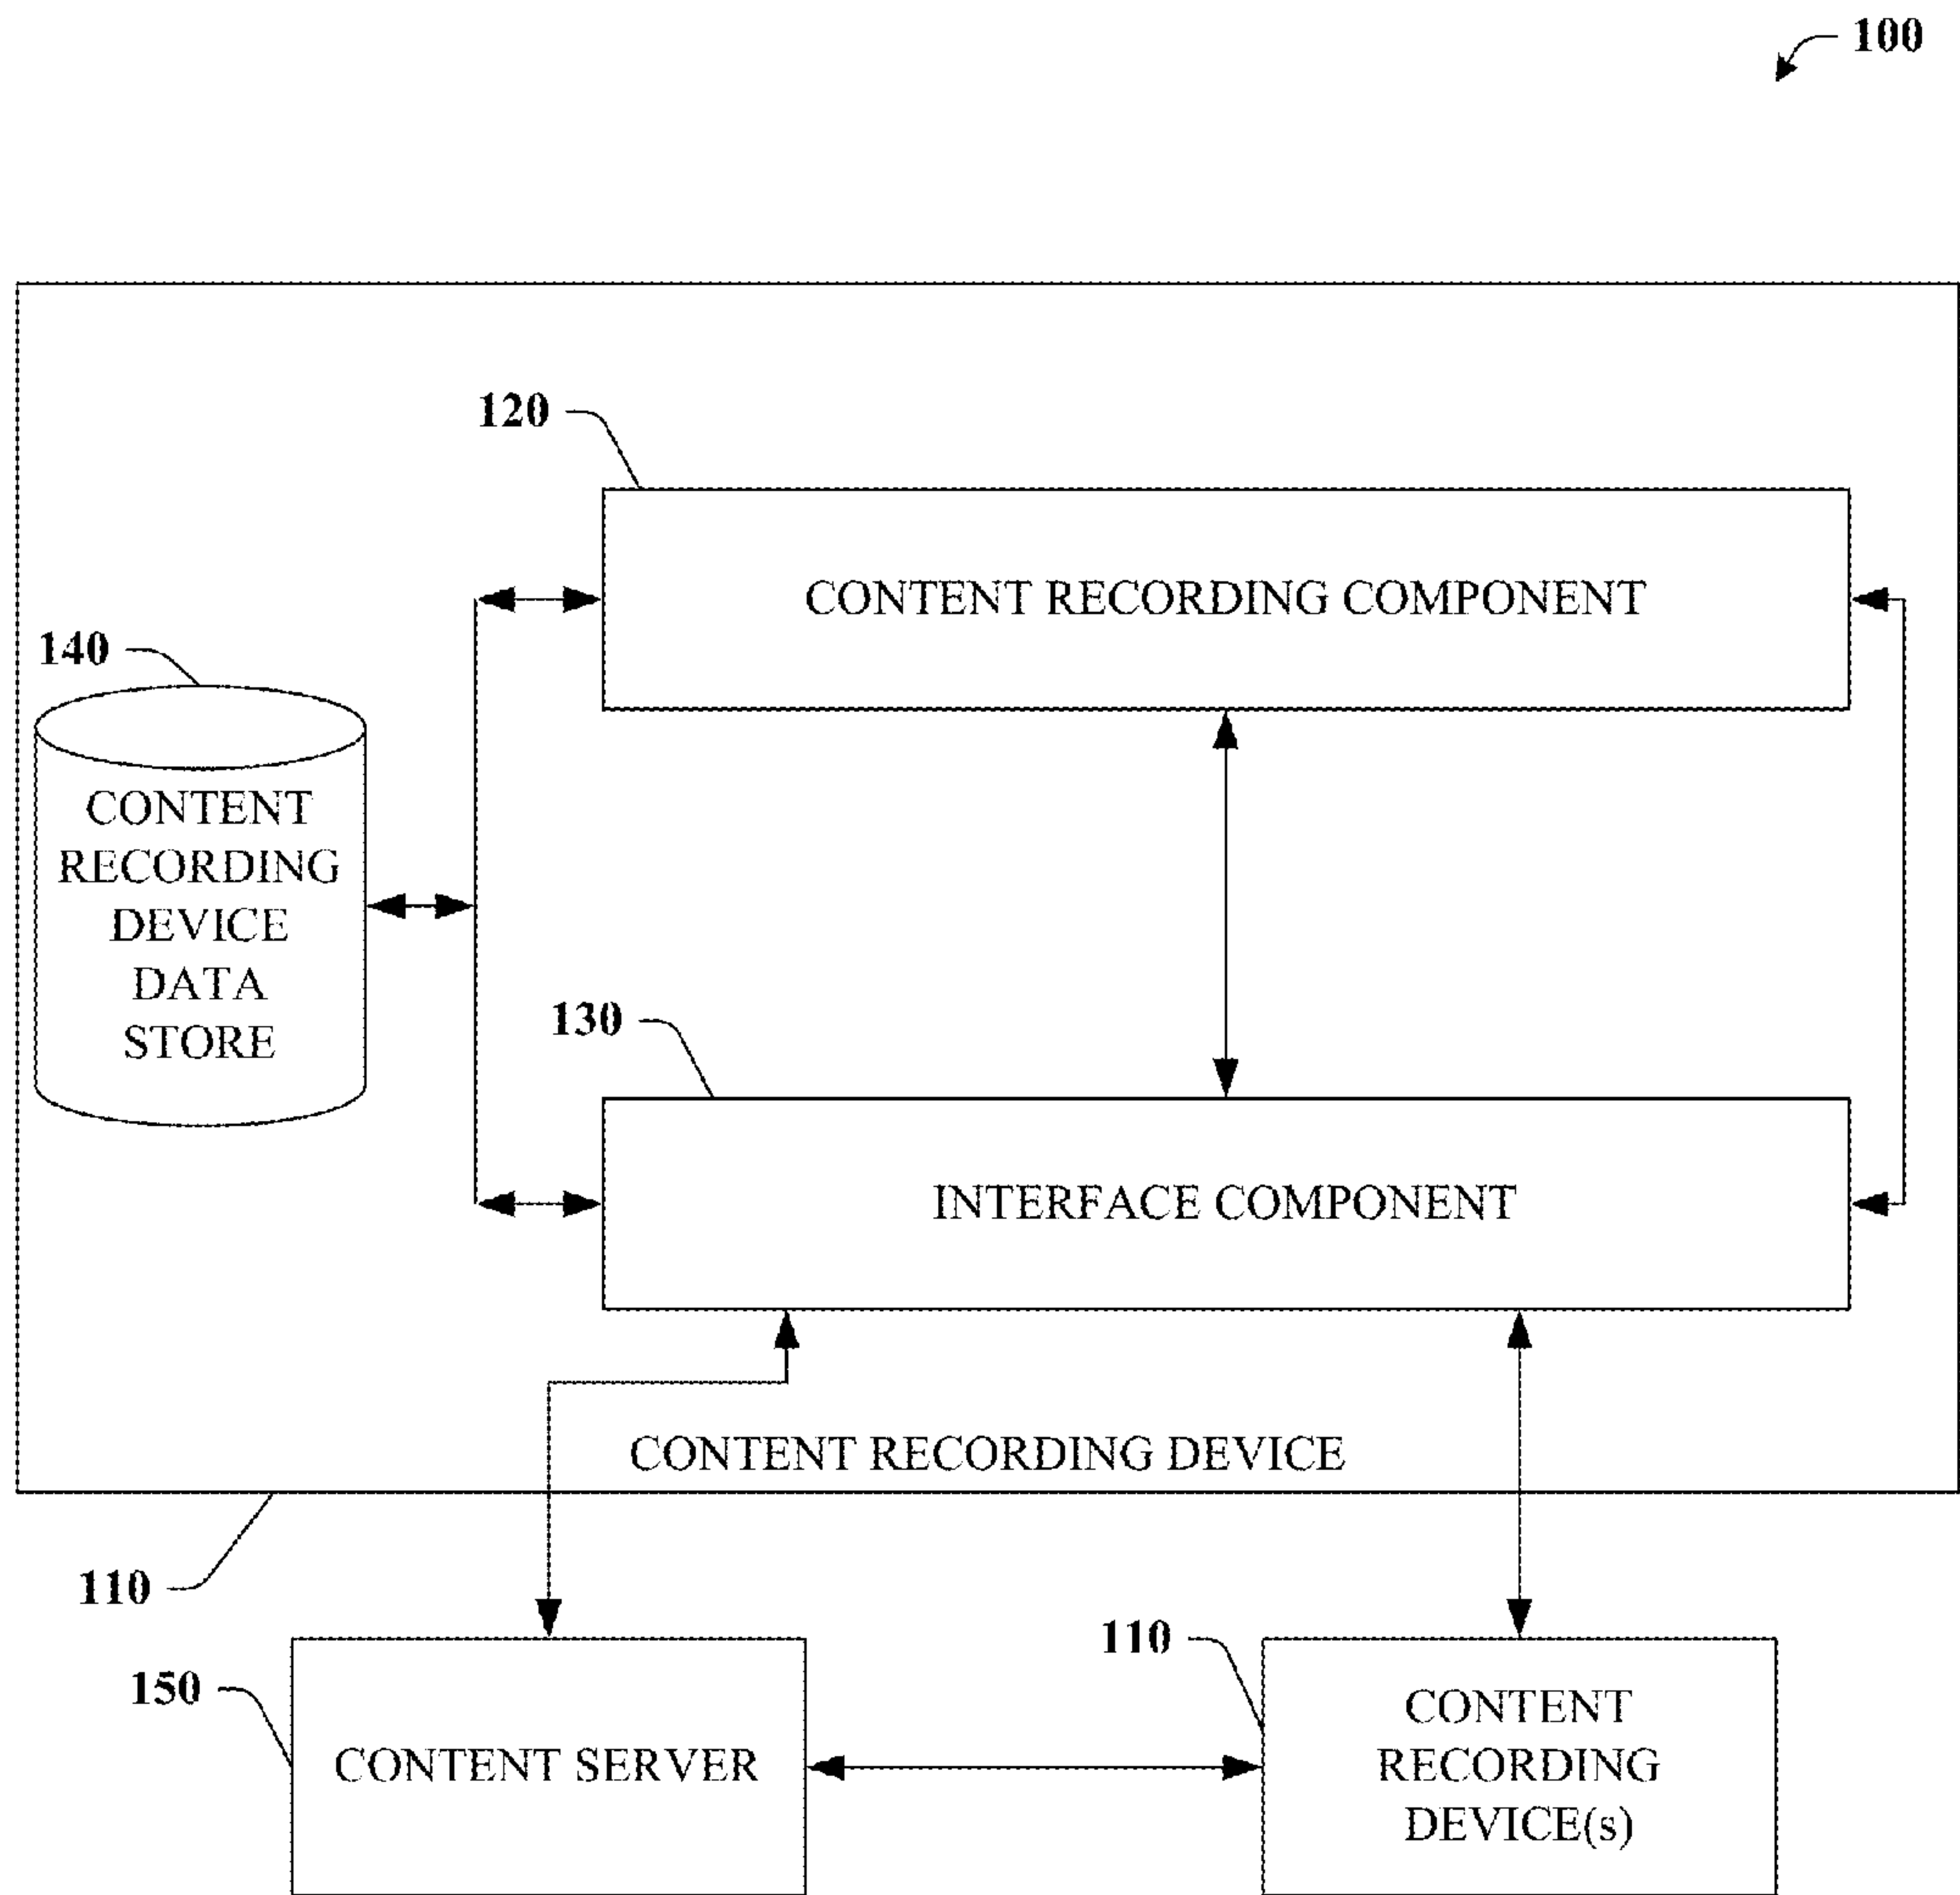 100
120
CONTENT RECORDING COMPONENT
140
CONTENT
RECORDING
DEVICE
DATA
STORE
130
INTERFACE COMPONENT
CONTENT RECORDING DEVICE
110
150
CONTENT SERVER
110
CONTENT
RECORDING
DEVICE(s)